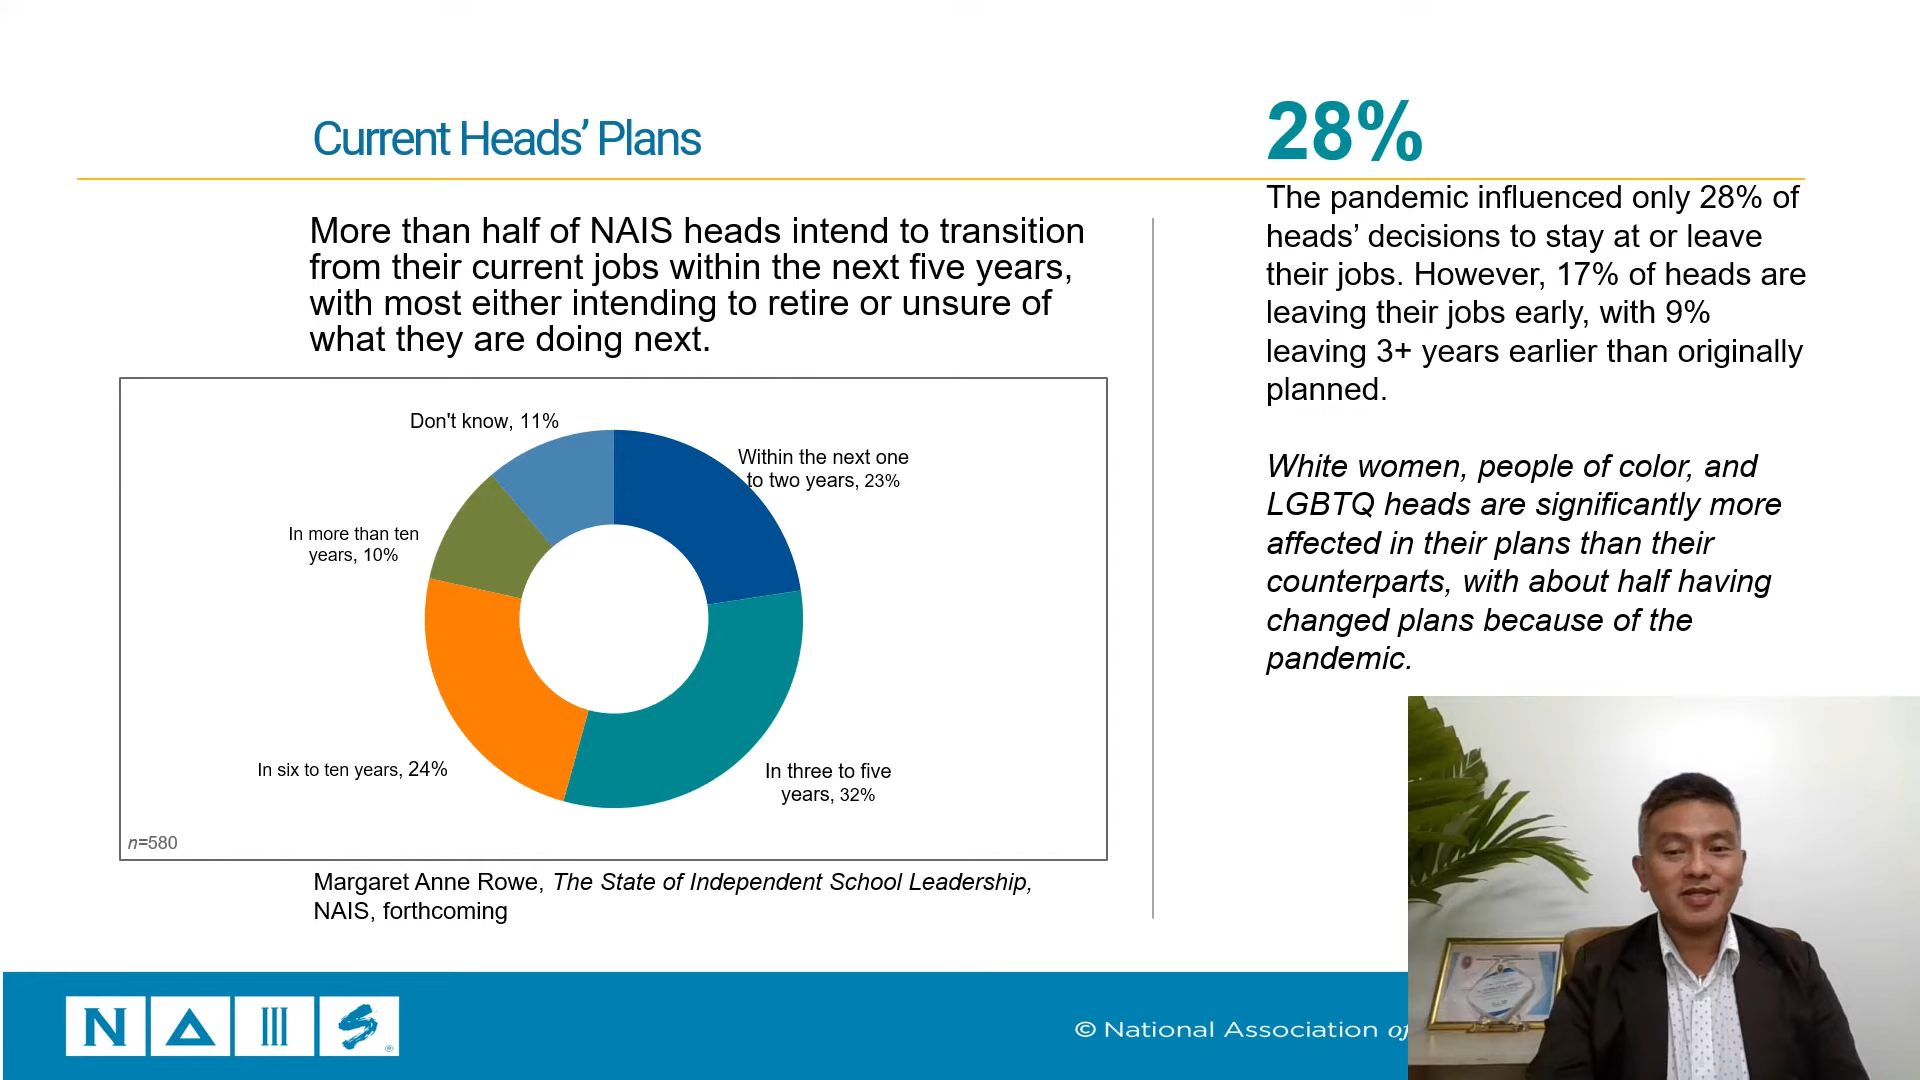 Current Heads’ Plans
28%
More than half of NAIS heads intend to transition
from their current jobs within the next five years,
with most either intending to retire or unsure of
what they are doing next.
Don't know, 11%
Within the next one
to two years, 23%
In more than ten
years, 10%
In six to ten years, 24%
In three to five
years, 32%
n=580
Margaret Anne Rowe, The State of Independent School Leadership,
NAIS, forthcoming
The pandemic influenced only 28% of
heads’ decisions to stay at or leave
their jobs. However, 17% of heads are
leaving their jobs early, with 9%
leaving 3+ years earlier than originally
planned.
White women, people of color, and
LGBTQ heads are significantly more
affected in their plans than their
counterparts, with about half having
changed plans because of the
pandemic.
NAIS®
© National Association of